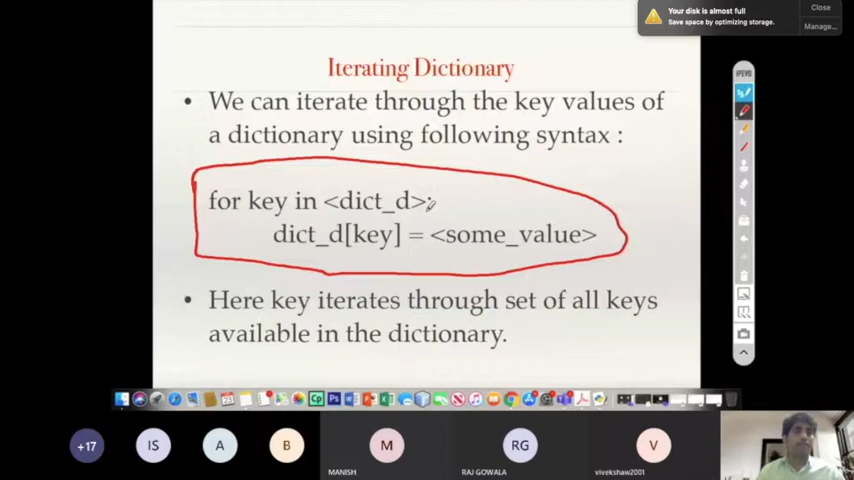 Your disk is almost full
Save space by optimizing storage.
Close
Manage...
IPEVO
Iterating Dictionary
• We can iterate through the key values of
a dictionary using following syntax :
for key in <dict_d>:
dict_d[key] = <some_value>
• Here key iterates through set of all keys
available in the dictionary.
+17
IS
A
B
M
RG
V
MANISH
RAJ GOWALA
vivekshaw2001